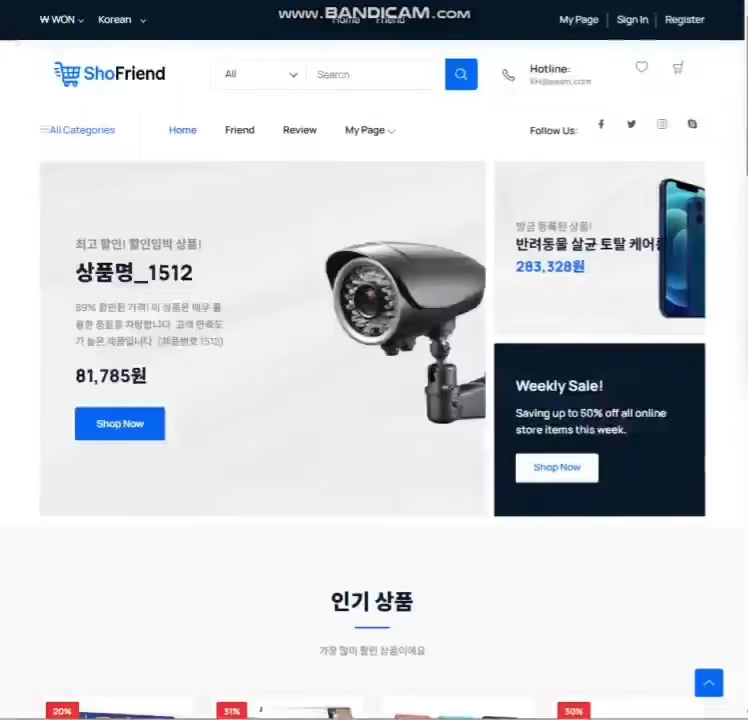 ₩ WON
Korean
WWW.BANDICAM.COM
Home
Friend
My Page
Sign In
Register
ShoFriend
All
Search
Hotline:
All Categories
Home
Friend
Review
My Page
Follow Us:
최고 할인! 할인임박 상품!
상품명_1512
89% 할인된 가격! 이 상품은 매우 훌
륭한 품질을 자랑합니다. 고객 만족도
가 높은 제품입니다. (제품번호 1512)
81,785원
Shop Now
방금 등록된 상품!
반려동물 살균 토탈 케어
283,328원
Weekly Sale!
Saving up to 50% off all online
store items this week.
Shop Now
인기 상품
가장 많이 팔린 상품이에요
20%
31%
50%